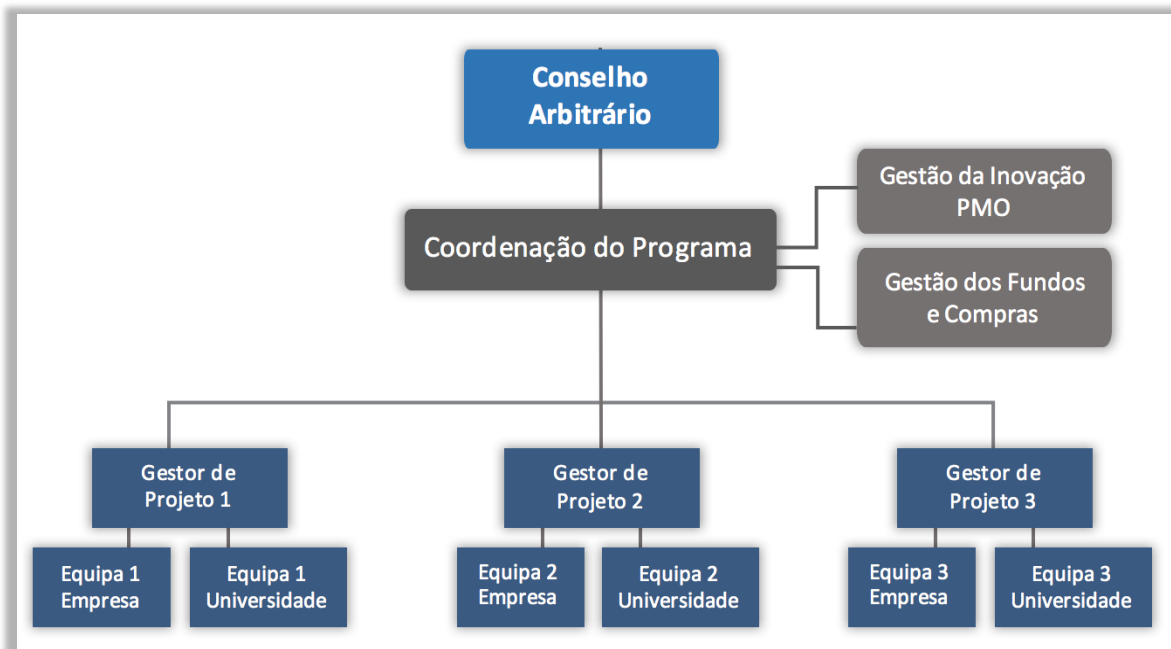 Conselho
Arbitrário
Gestão da Inovação
PMO
Coordenação do Programa
Gestão dos Fundos
e Compras
Gestor de
Projeto 1
Gestor de
Projeto 2
Gestor de
Projeto 3
Equipa 1
Empresa
Equipa 1
Universidade
Equipa 2
Empresa
Equipa 2
Universidade
Equipa 3
Empresa
Equipa 3
Universidade